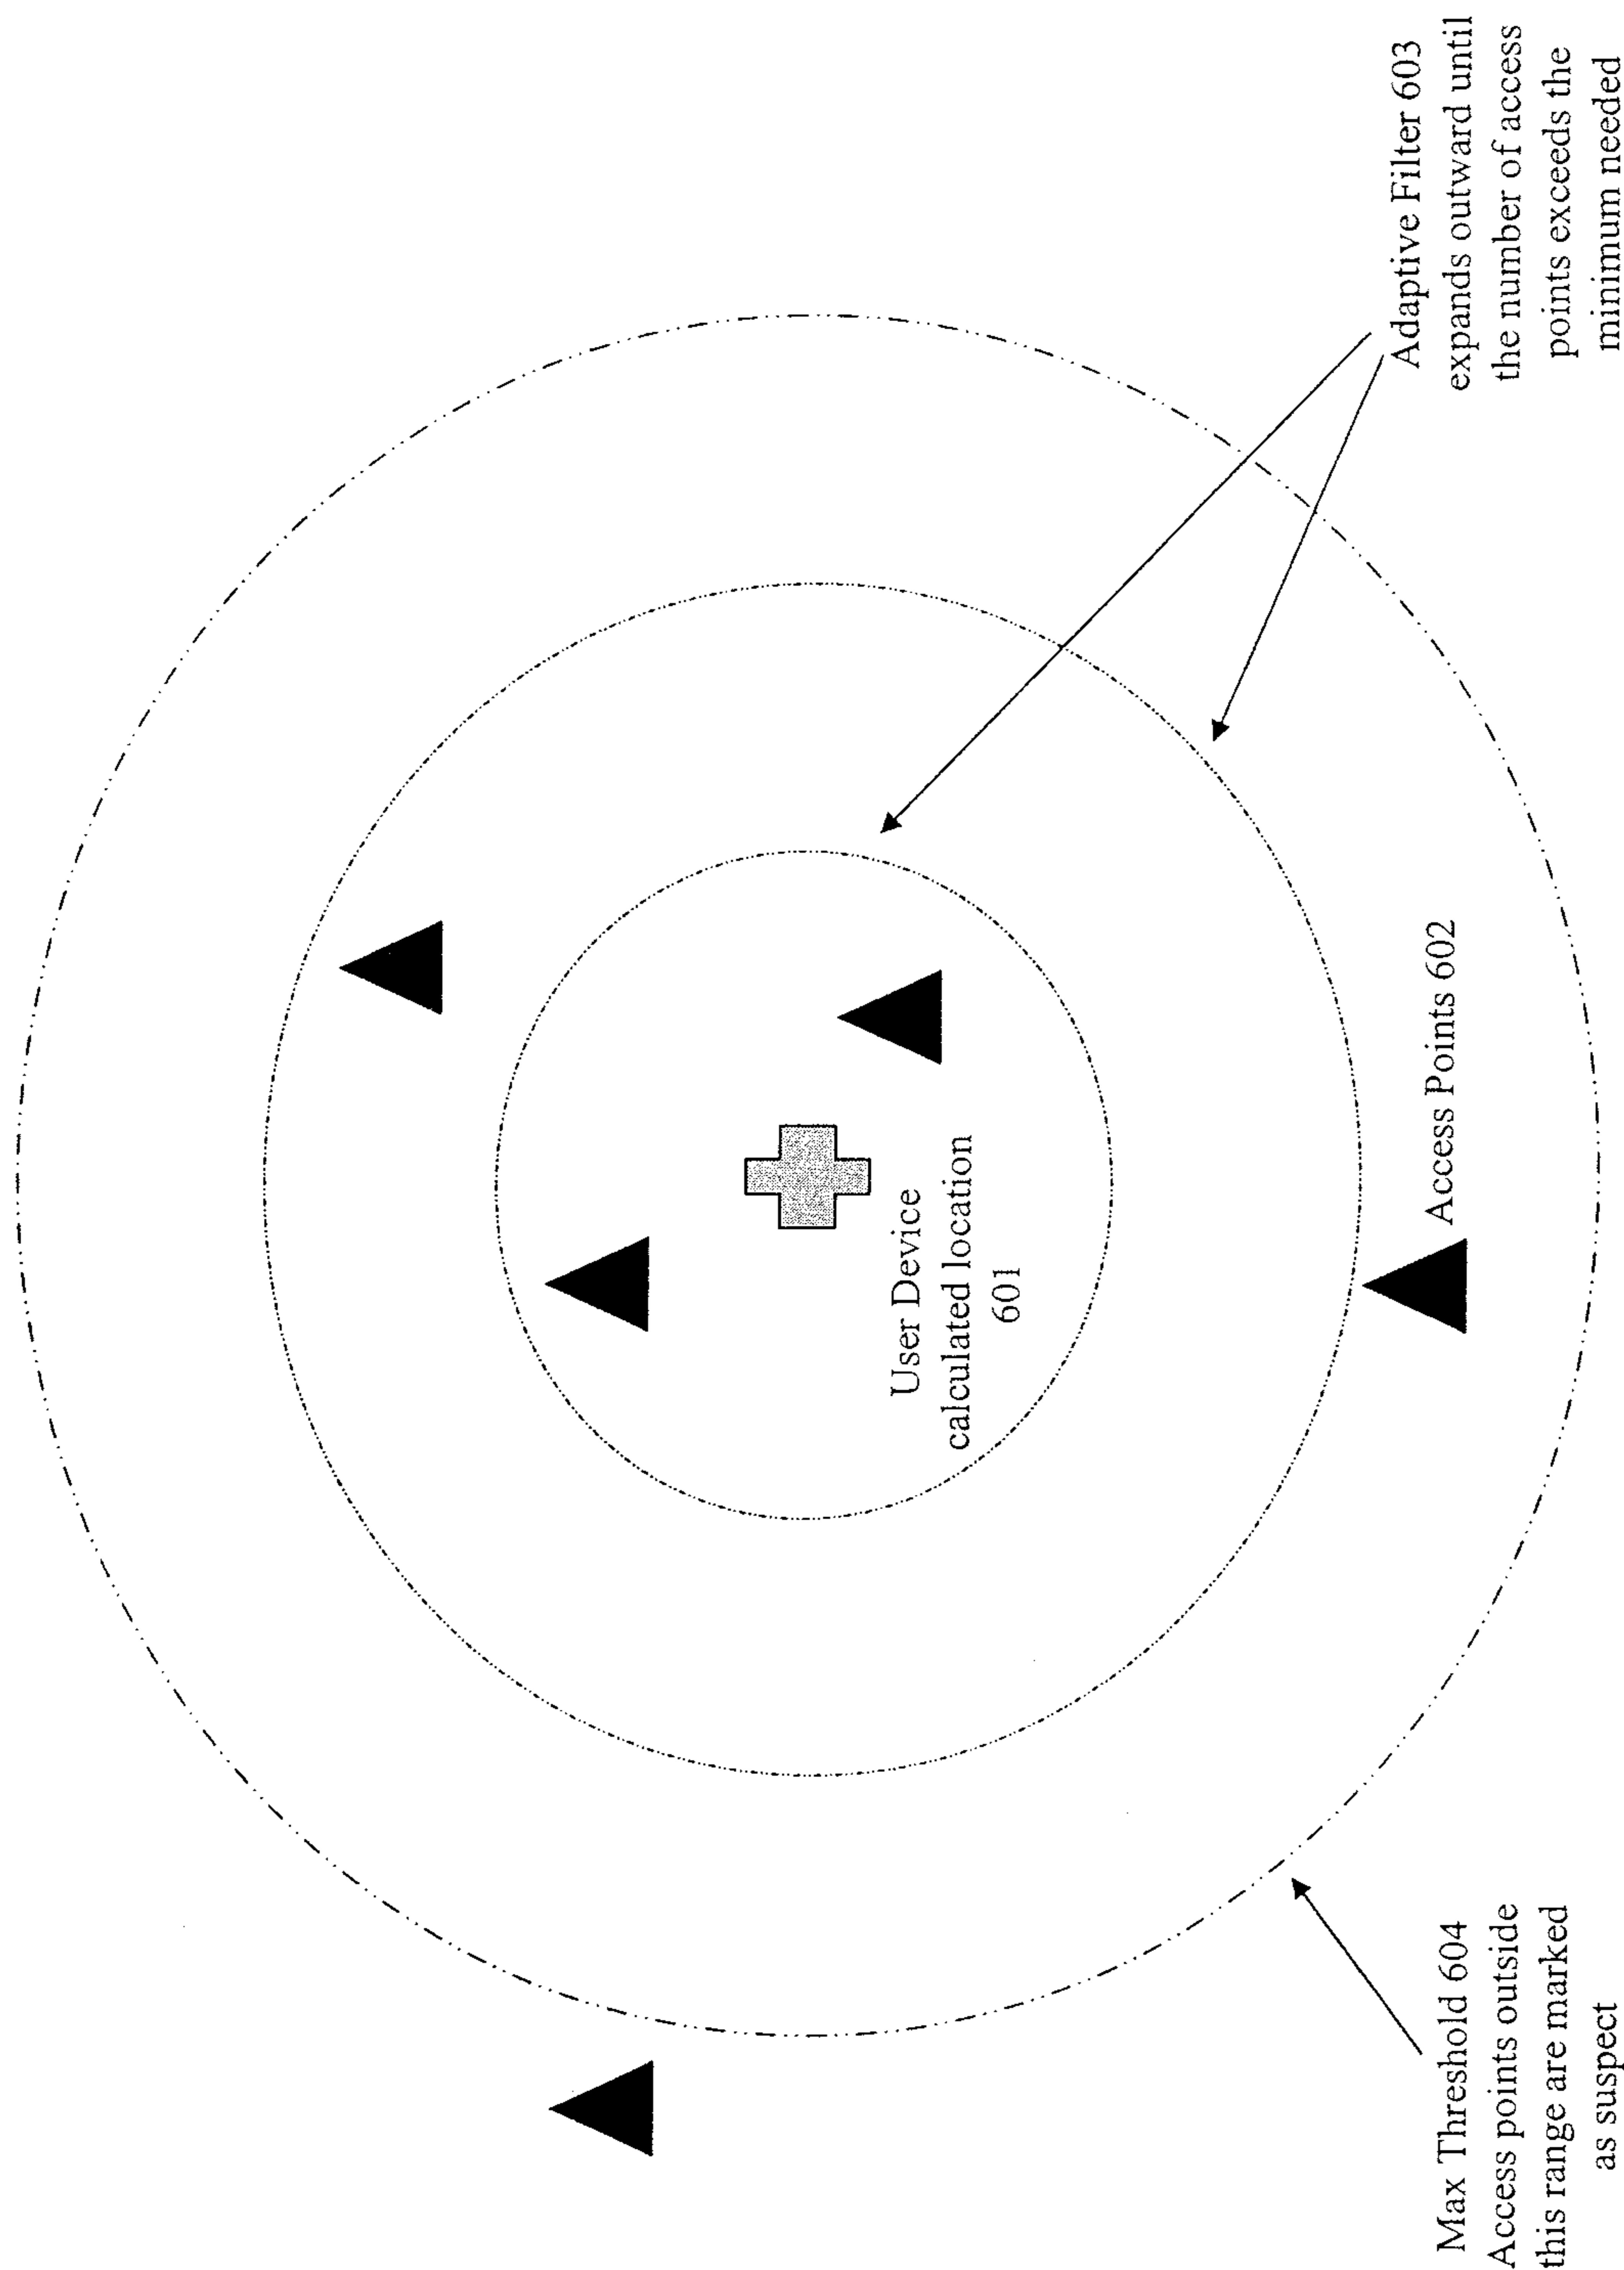 User Device
calculated location
601
Access Points 602
Max Threshold 604
Access points outside
this range are marked
as suspect
Adaptive Filter 603
expands outward until
the number of access
points exceeds the
minimum needed